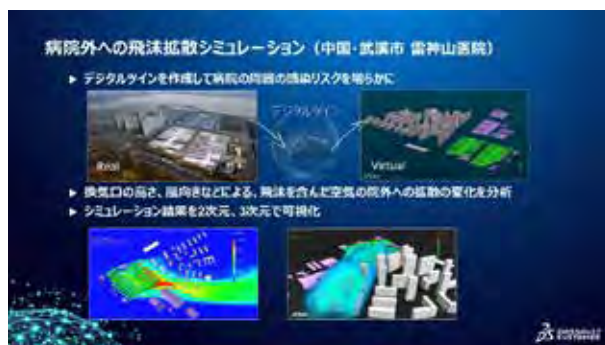 病院外への飛沫拡散シミュレーション（中国・武漢市 雷神山医院）
▶ デジタルツインを作成して病院の周囲の感染リスクを明らかに
デジタルツイン
Real
Virtual
▶ 換気口の高さ、風向きなどによる、飛沫を含んだ空気の院外への拡散の変化を分析
▶ シミュレーション結果を2次元、3次元で可視化
DASSAULT SYSTEMES